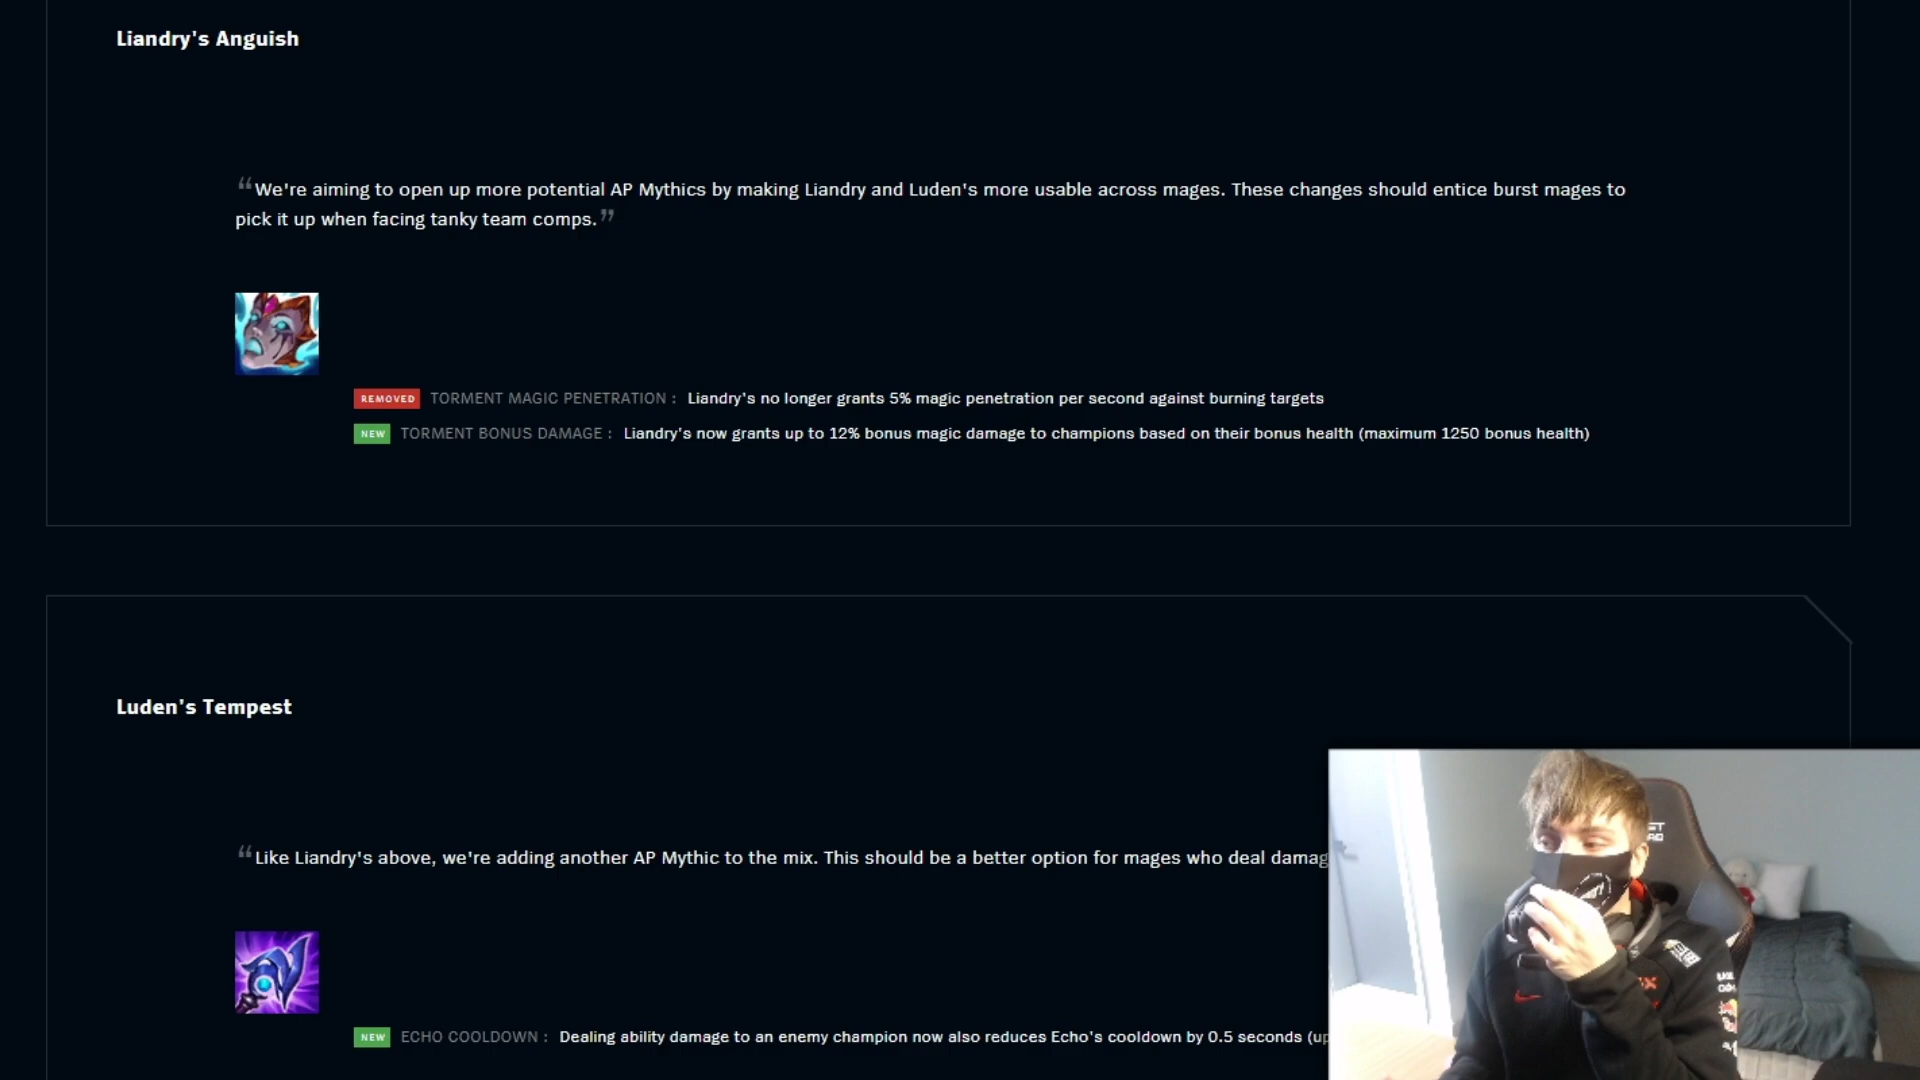 Liandry's Anguish
“We're aiming to open up more potential AP Mythics by making Liandry and Luden's more usable across mages. These changes should entice burst mages to
pick it up when facing tanky team comps.”
REMOVED TORMENT MAGIC PENETRATION : Liandry's no longer grants 5% magic penetration per second against burning targets
NEW TORMENT BONUS DAMAGE : Liandry's now grants up to 12% bonus magic damage to champions based on their bonus health (maximum 1250 bonus health)
Luden's Tempest
“Like Liandry's above, we're adding another AP Mythic to the mix. This should be a better option for mages who deal damag
NEW ECHO COOLDOWN : Dealing ability damage to an enemy champion now also reduces Echo's cooldown by 0.5 seconds (up